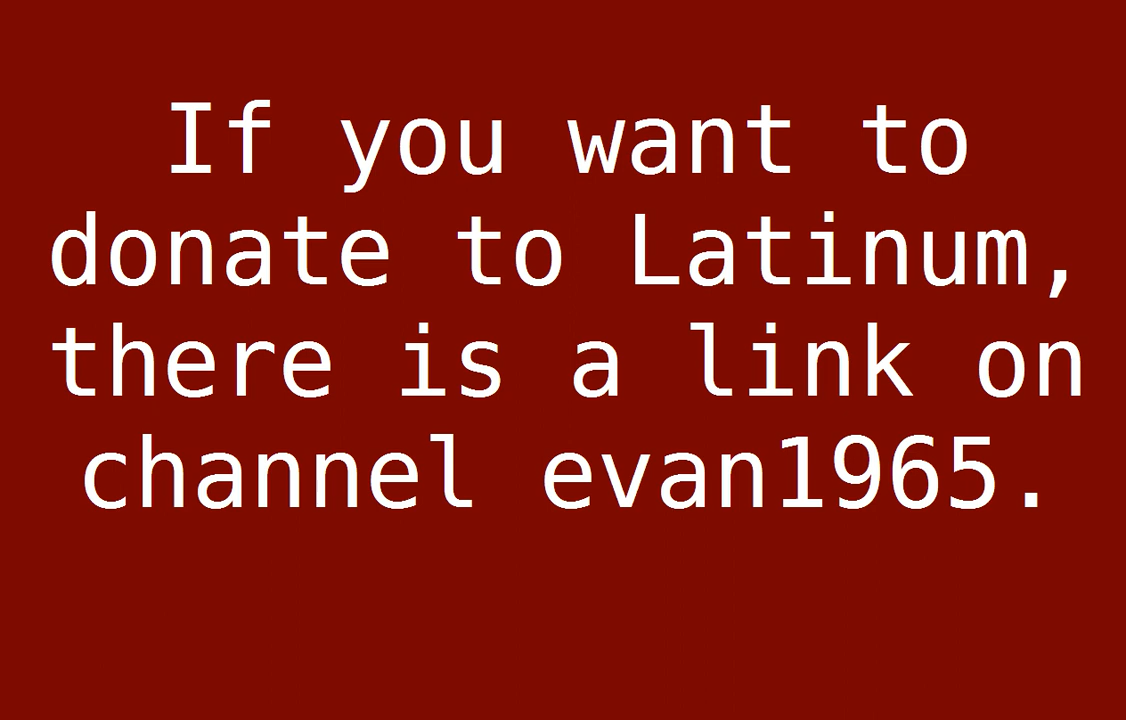 If you want to
donate to Latinum,
there is a link on
channel evan1965.